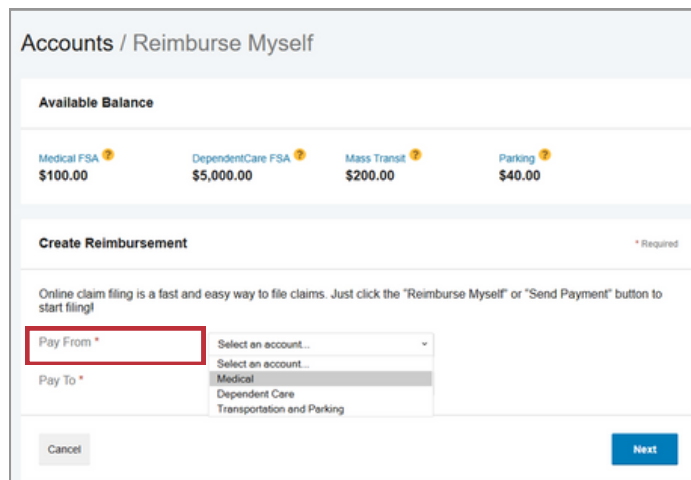 Accounts / Reimburse Myself
Available Balance
Medical FSA ?
DependentCare FSA ?
Mass Transit ?
Parking ?
$100.00
$5,000.00
$200.00
$40.00
Create Reimbursement
* Required
Online claim filing is a fast and easy way to file claims. Just click the "Reimburse Myself" or "Send Payment" button to
start filing!
Pay From *
Select an account...
Select an account...
Pay To *
Medical
Dependent Care
Transportation and Parking
Cancel
Next